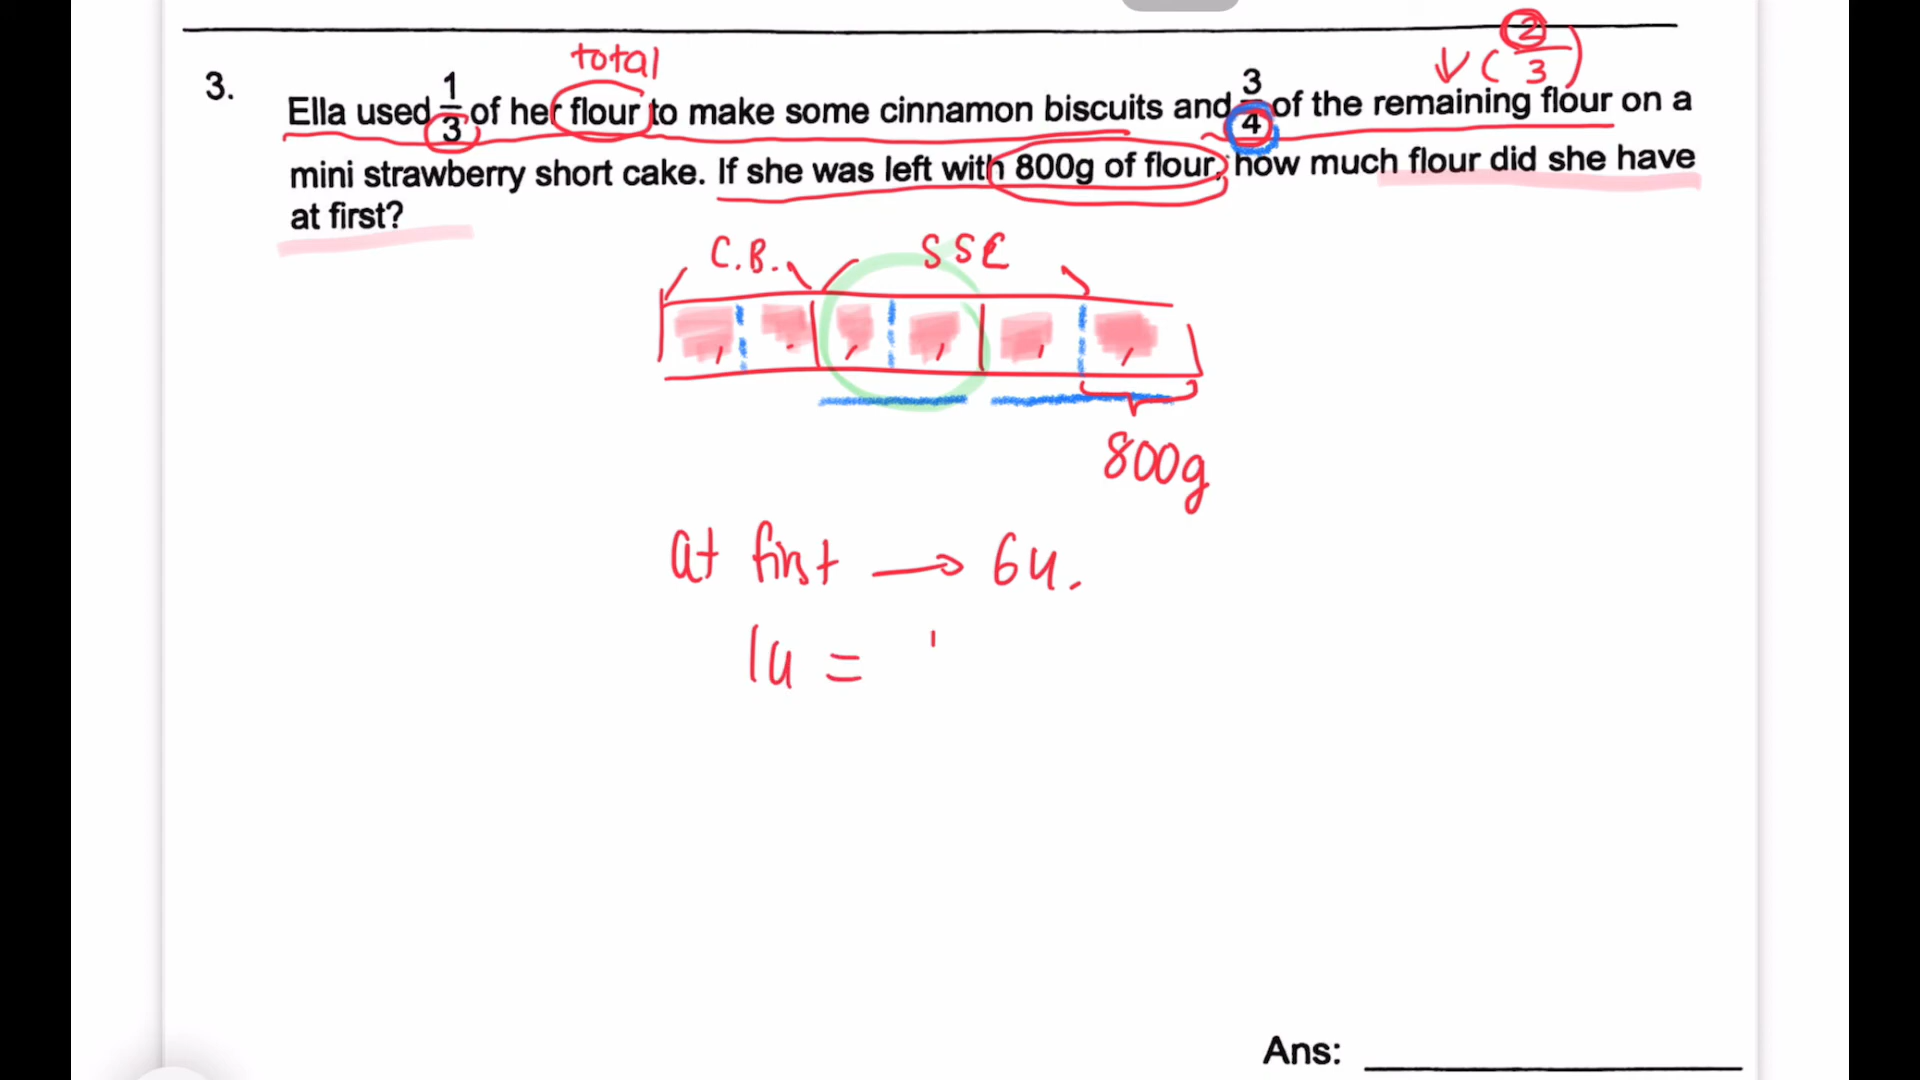 total
↓ (2/3)
3. Ella used 1/3 of her flour to make some cinnamon biscuits and 3/4 of the remaining flour on a
mini strawberry short cake. If she was left with 800g of flour, how much flour did she have
at first?
C.B. SSC
800g
at first → 6u.
1u =
Ans: